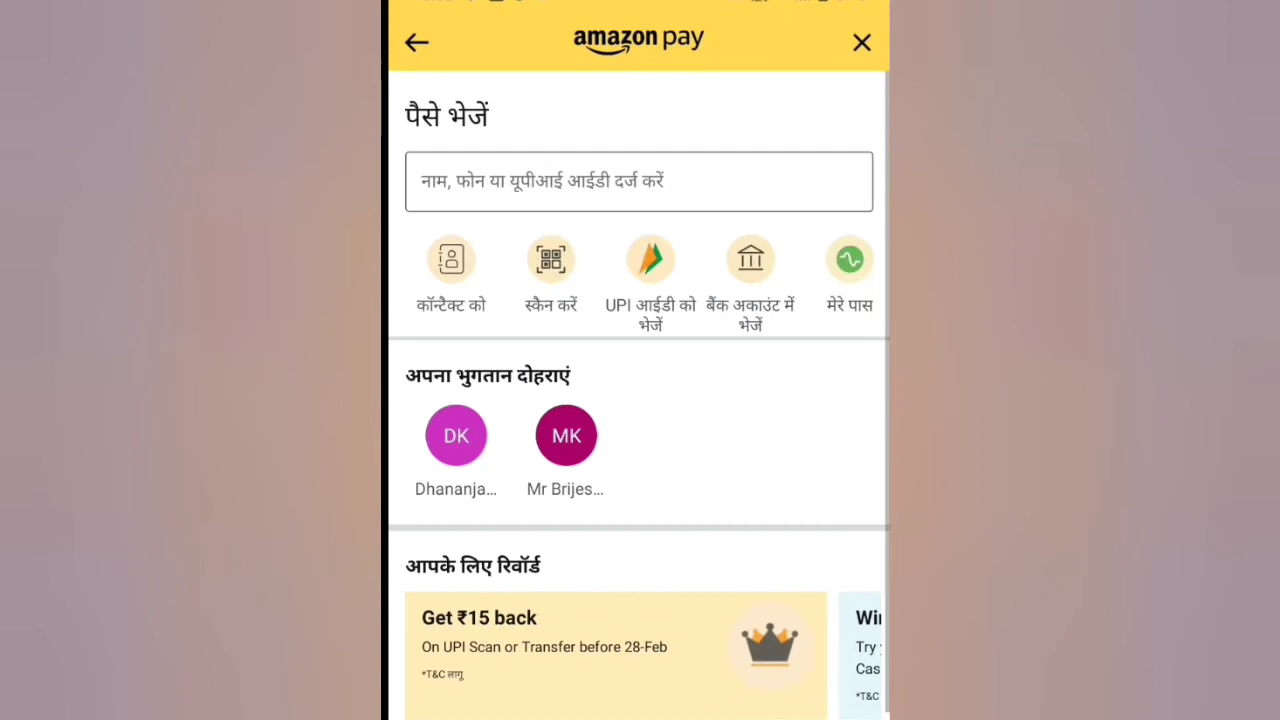 amazon pay
पैसे भेजें
नाम, फोन या यूपीआई आईडी दर्ज करें
कॉन्टैक्ट को
स्कैन करें
UPI आईडी को भेजें
बैंक अकाउंट में भेजें
मेरे पास
अपना भुगतान दोहराएं
DK
MK
Dhananja...
Mr Brijes...
आपके लिए रिवॉर्ड
Get ₹15 back
On UPI Scan or Transfer before 28-Feb
*T&C लागू
Try
Cas
*T&C